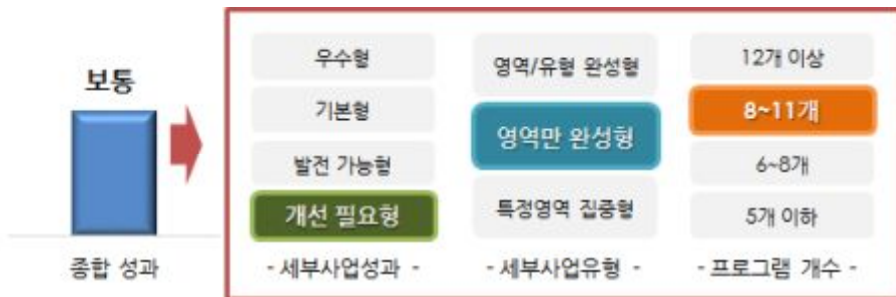 보통
종합 성과
우수형
기본형
발전 가능형
개선 필요형
- 세부사업성과 -
영역/유형 완성형
영역만 완성형
특정영역 집중형
- 세부사업유형 -
12개 이상
8~11개
6~8개
5개 이하
- 프로그램 개수 -